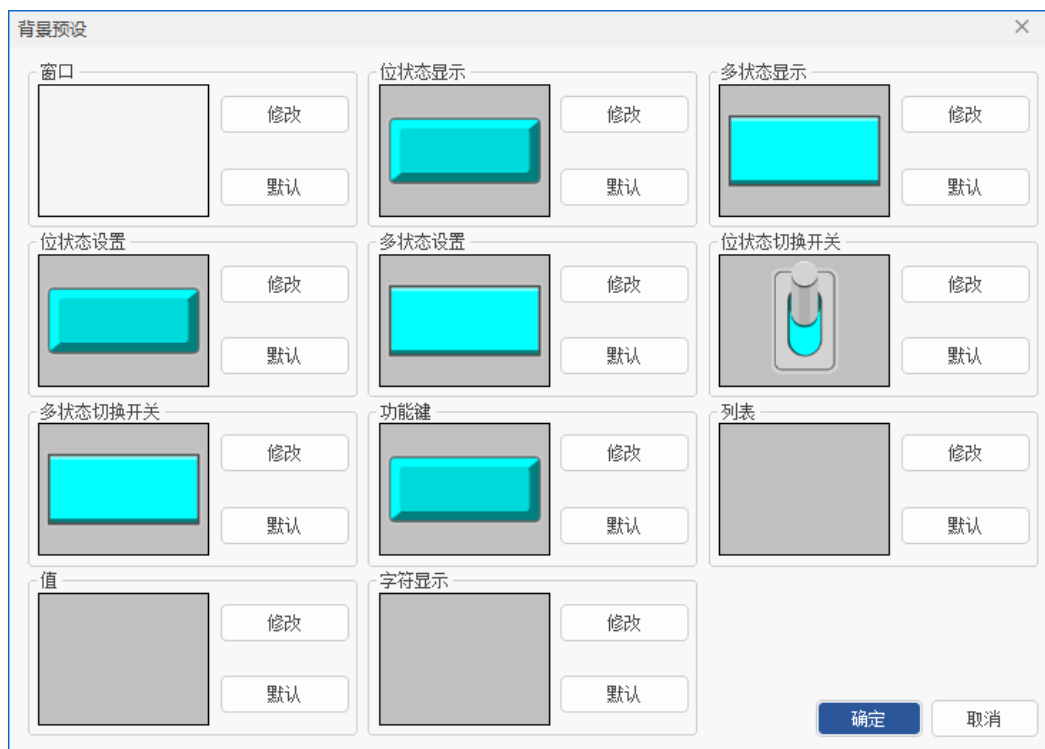 背景预设
窗口
修改
默认
位状态显示
修改
默认
多状态显示
修改
默认
位状态设置
修改
默认
多状态设置
修改
默认
位状态切换开关
修改
默认
多状态切换开关
修改
默认
功能键
修改
默认
列表
修改
默认
值
修改
默认
字符显示
修改
默认
确定
取消